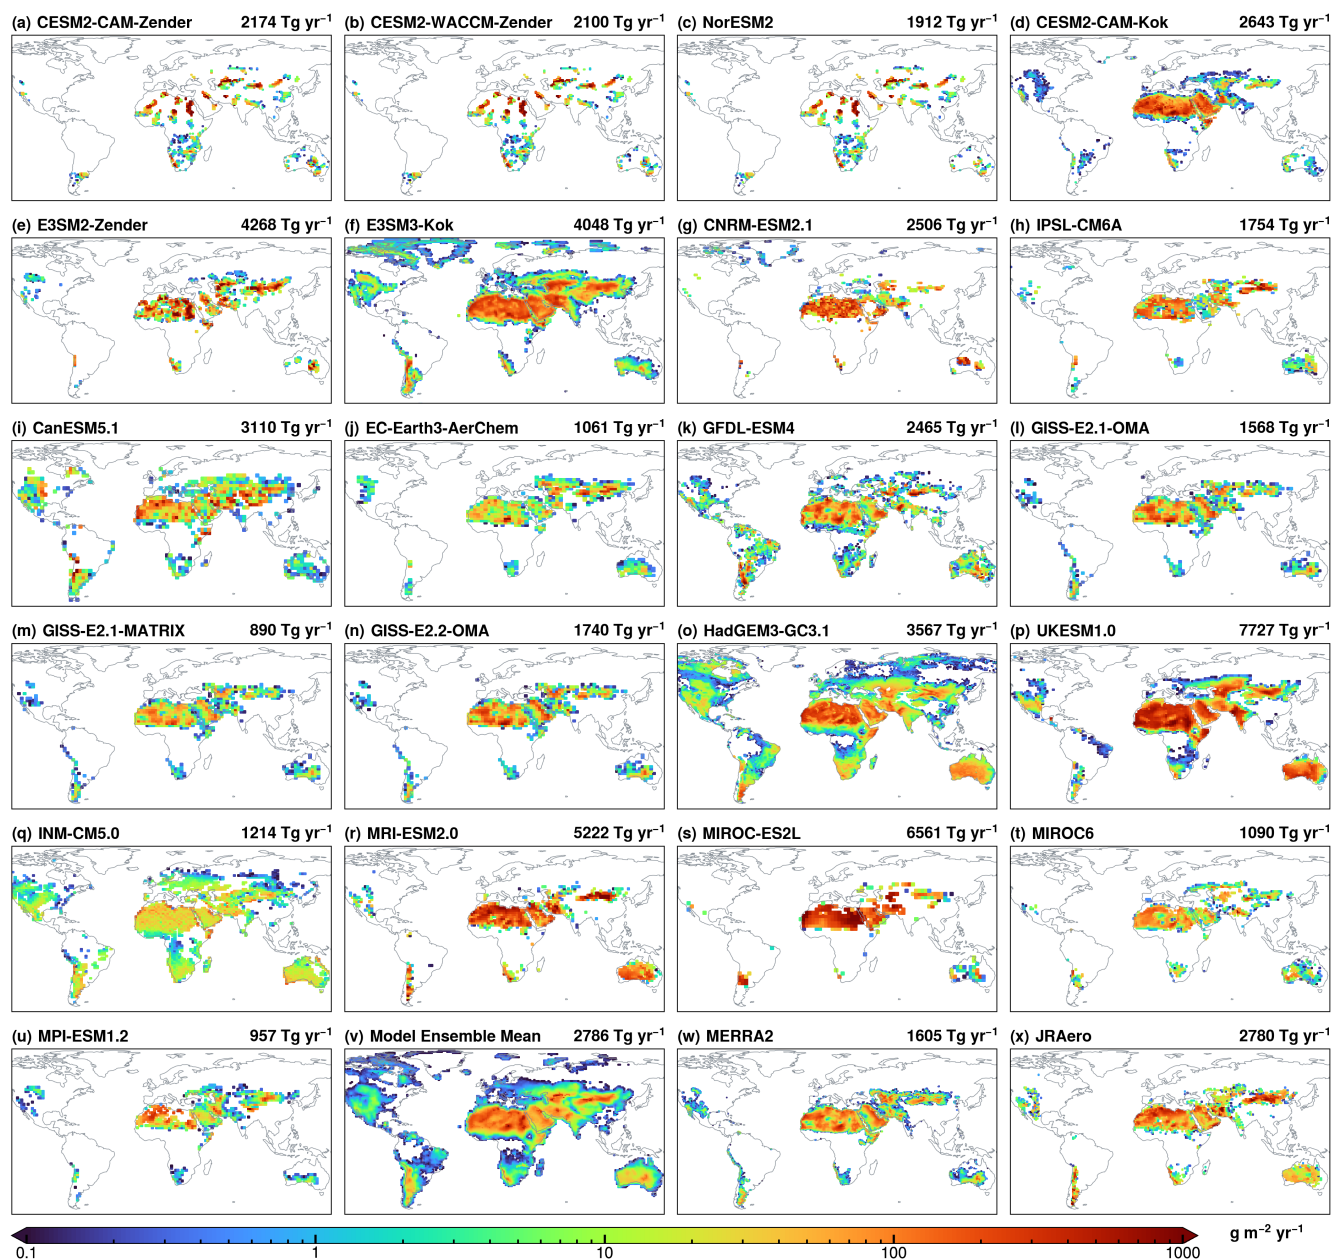 (a) CESM2-CAM-Zender 2174 Tg yr⁻¹
(b) CESM2-WACCM-Zender 2100 Tg yr⁻¹
(c) NorESM2 1912 Tg yr⁻¹
(d) CESM2-CAM-Kok 2643 Tg yr⁻¹
(e) E3SM2-Zender 4268 Tg yr⁻¹
(f) E3SM3-Kok 4048 Tg yr⁻¹
(g) CNRM-ESM2.1 2506 Tg yr⁻¹
(h) IPSL-CM6A 1754 Tg yr⁻¹
(i) CanESM5.1 3110 Tg yr⁻¹
(j) EC-Earth3-AerChem 1061 Tg yr⁻¹
(k) GFDL-ESM4 2465 Tg yr⁻¹
(l) GISS-E2.1-OMA 1568 Tg yr⁻¹
(m) GISS-E2.1-MATRIX 890 Tg yr⁻¹
(n) GISS-E2.2-OMA 1740 Tg yr⁻¹
(o) HadGEM3-GC3.1 3567 Tg yr⁻¹
(p) UKESM1.0 7727 Tg yr⁻¹
(q) INM-CM5.0 1214 Tg yr⁻¹
(r) MRI-ESM2.0 5222 Tg yr⁻¹
(s) MIROC-ES2L 6561 Tg yr⁻¹
(t) MIROC6 1090 Tg yr⁻¹
(u) MPI-ESM1.2 957 Tg yr⁻¹
(v) Model Ensemble Mean 2786 Tg yr⁻¹
(w) MERRA2 1605 Tg yr⁻¹
(x) JRAero 2780 Tg yr⁻¹
g m⁻² yr⁻¹
0.1 1 10 100 1000